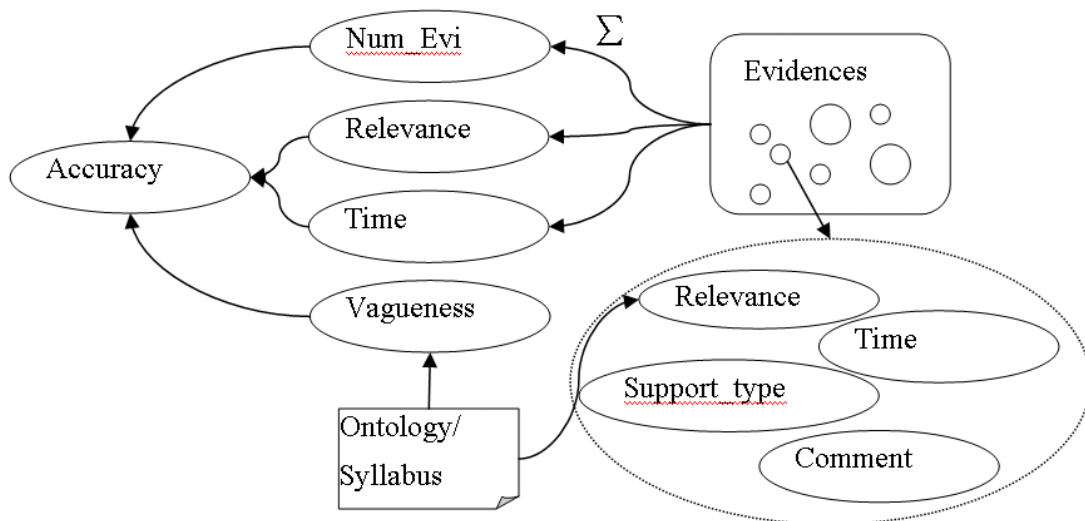 Num_Evi
∑
Evidences
Relevance
Accuracy
Time
Vagueness
Relevance
Time
Support_type
Ontology/
Syllabus
Comment